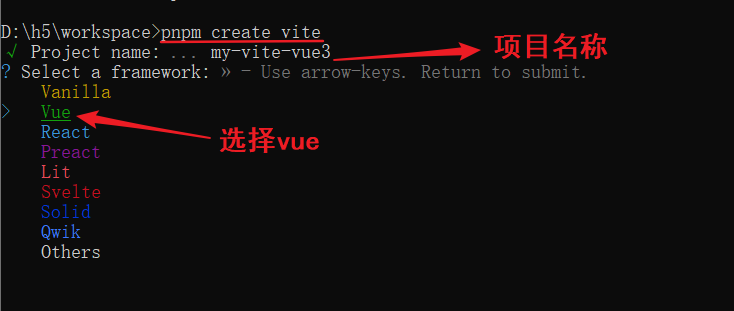 D:\h5\workspace>pnpm create vite
√ Project name: ... my-vite-vue3
项目名称
? Select a framework: » - Use arrow-keys. Return to submit.
Vanilla
> Vue
选择vue
React
Preact
Lit
Svelte
Solid
Qwik
Others